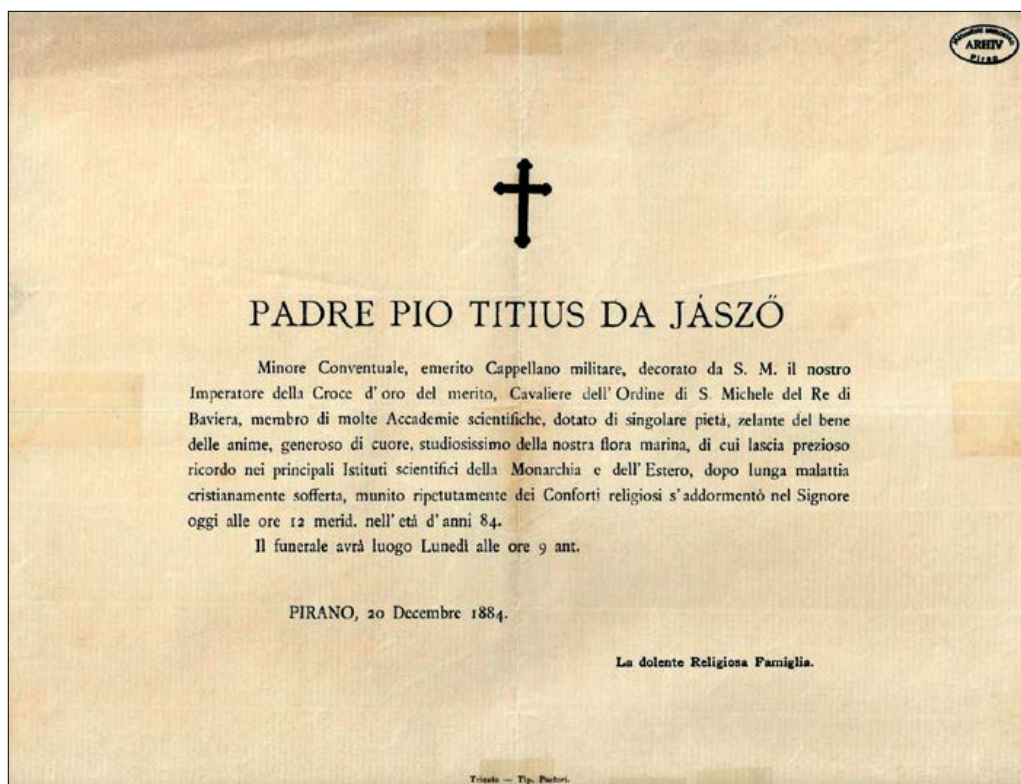 ARHIV
Piran
PADRE PIO TITIUS DA JÁSZŐ
Minore Conventuale, emerito Cappellano militare, decorato da S. M. il nostro
Imperatore della Croce d'oro del merito, Cavaliere dell'Ordine di S. Michele del Re di
Baviera, membro di molte Accademie scientifiche, dotato di singolare pietà, zelante del bene
delle anime, generoso di cuore, studiosissimo della nostra flora marina, di cui lascia prezioso
ricordo nei principali Istituti scientifici della Monarchia e dell'Estero, dopo lunga malattia
cristianamente sofferta, munito ripetutamente dei Conforti religiosi s'addormentò nel Signore
oggi alle ore 12 merid. nell'età d'anni 84.
Il funerale avrà luogo Lunedì alle ore 9 ant.
PIRANO, 20 Decembre 1884.
La dolente Religiosa Famiglia.
Trieste — Tip. Pastori.